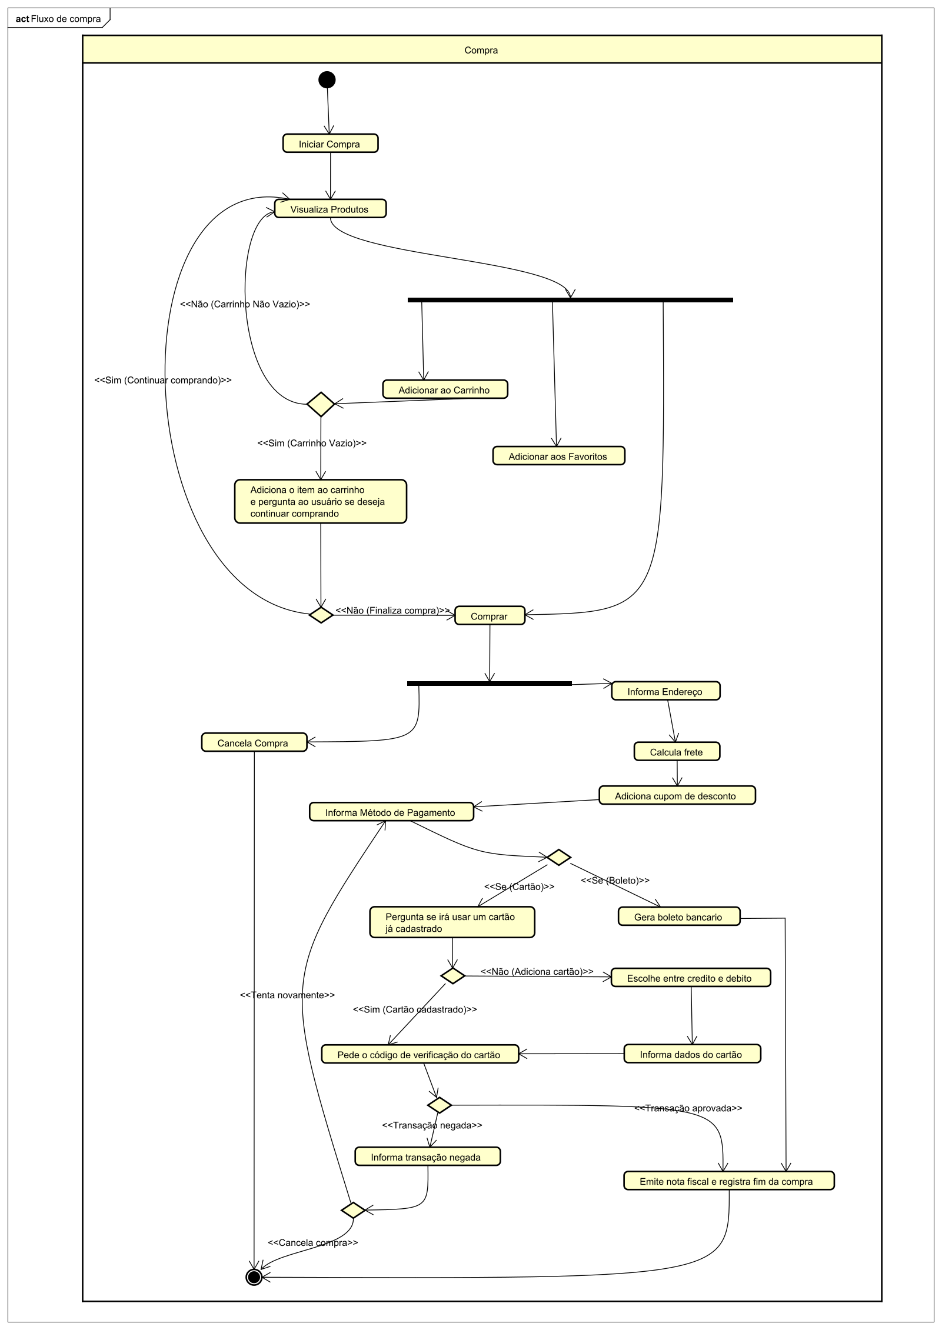 act Fluxo de compra
Compra
Iniciar Compra
Visualiza Produtos
<<Não (Carrinho Não Vazio)>>
<<Sim (Continuar comprando)>>
Adicionar ao Carrinho
<<Sim (Carrinho Vazio)>>
Adicionar aos Favoritos
Adiciona o item ao carrinho
e pergunta ao usuário se deseja
continuar comprando
<<Não (Finaliza compra)>>
Comprar
Informa Endereço
Cancela Compra
Calcula frete
Adiciona cupom de desconto
Informa Método de Pagamento
<<Se (Cartão)>>
<<Se (Boleto)>>
Pergunta se irá usar um cartão
já cadastrado
Gera boleto bancario
<<Não (Adiciona cartão)>>
Escolhe entre credito e debito
<<Tenta novamente>>
<<Sim (Cartão cadastrado)>>
Pede o código de verificação do cartão
Informa dados do cartão
<<Transação aprovada>>
<<Transação negada>>
Informa transação negada
Emite nota fiscal e registra fim da compra
<<Cancela compra>>